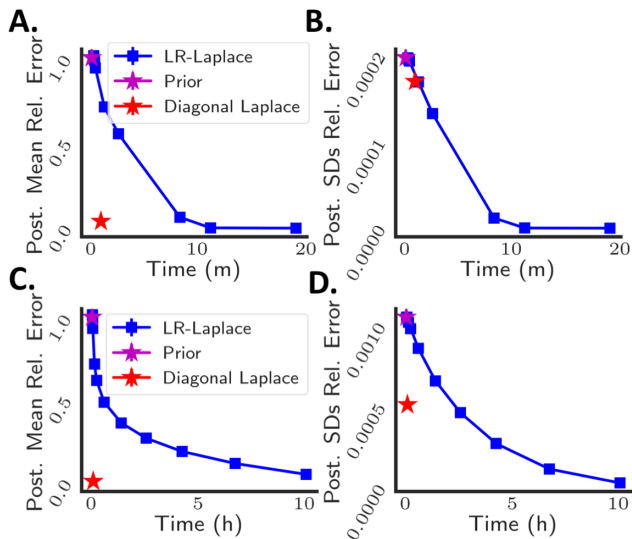 A.
Post. Mean Rel. Error
1.0
0.5
0.0
LR-Laplace
Prior
Diagonal Laplace
0
10
20
Time (m)
B.
Post. SDs Rel. Error
0.0002
0.0001
0.0000
0
10
20
Time (m)
C.
Post. Mean Rel. Error
1.0
0.5
0.0
LR-Laplace
Prior
Diagonal Laplace
0
5
10
Time (h)
D.
Post. SDs Rel. Error
0.0010
0.0005
0.0000
0
5
10
Time (h)